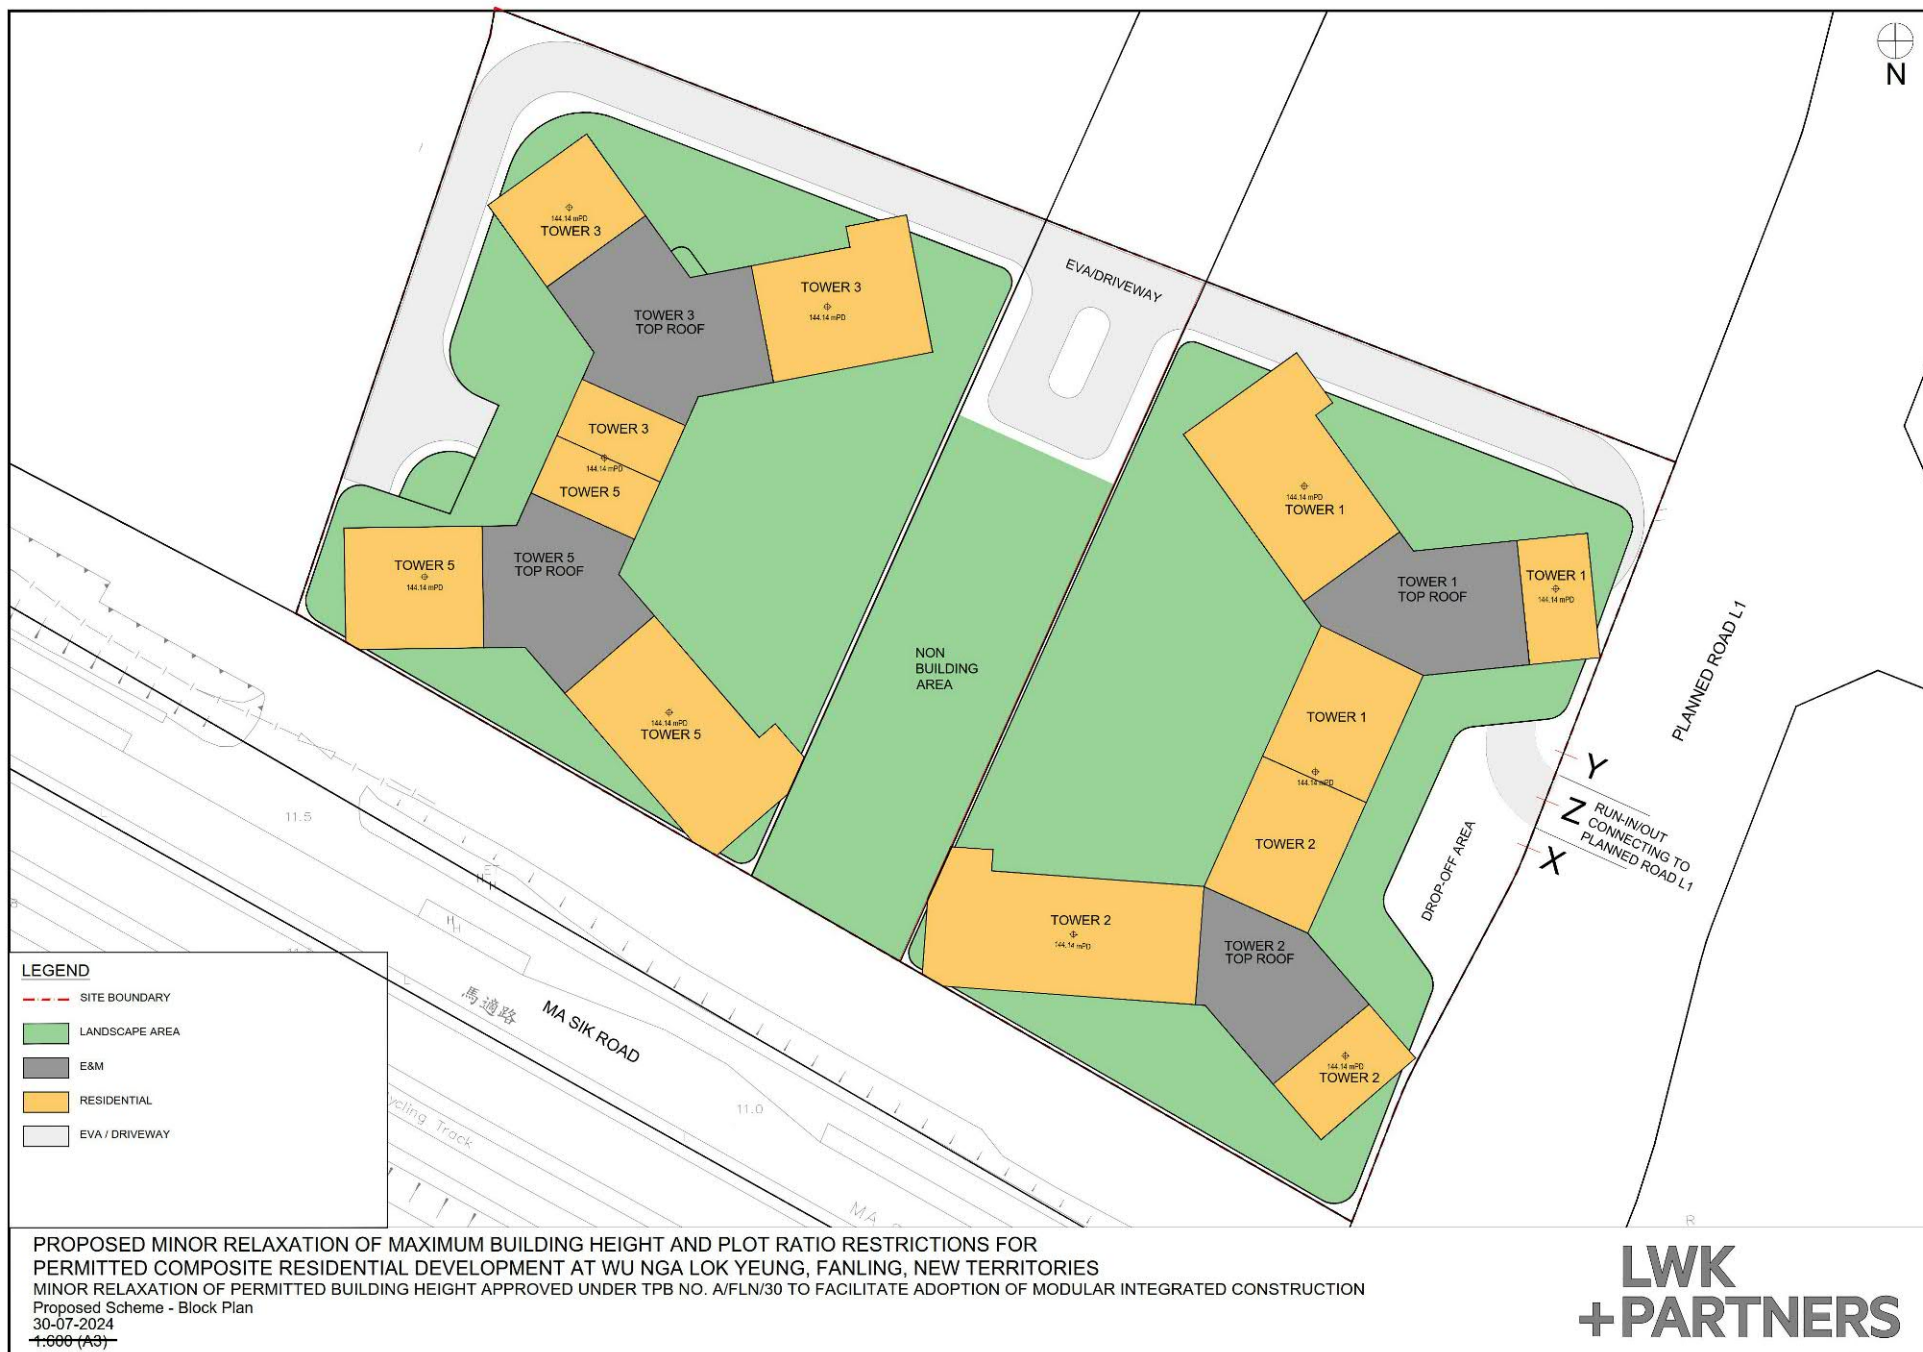 N
144.14 mPD
TOWER 3
TOWER 3
144.14 mPD
TOWER 3
TOP ROOF
EVA/DRIVEWAY
TOWER 3
144.14 mPD
TOWER 5
144.14 mPD
TOWER 1
TOWER 5
144.14 mPD
TOWER 5
TOP ROOF
TOWER 1
TOP ROOF
TOWER 1
144.14 mPD
PLANNED ROAD L1
NON
BUILDING
AREA
144.14 mPD
TOWER 5
TOWER 1
144.14 mPD
TOWER 2
Y
Z
X
RUN-IN/OUT
CONNECTING TO
PLANNED ROAD L1
DROP-OFF AREA
11.5
TOWER 2
144.14 mPD
TOWER 2
TOP ROOF
144.14 mPD
TOWER 2
馬適路
MA SIK ROAD
11.0
ycling Track
MA
R
LEGEND
SITE BOUNDARY
LANDSCAPE AREA
E&M
RESIDENTIAL
EVA / DRIVEWAY
PROPOSED MINOR RELAXATION OF MAXIMUM BUILDING HEIGHT AND PLOT RATIO RESTRICTIONS FOR
PERMITTED COMPOSITE RESIDENTIAL DEVELOPMENT AT WU NGA LOK YEUNG, FANLING, NEW TERRITORIES
MINOR RELAXATION OF PERMITTED BUILDING HEIGHT APPROVED UNDER TPB NO. A/FLN/30 TO FACILITATE ADOPTION OF MODULAR INTEGRATED CONSTRUCTION
Proposed Scheme - Block Plan
30-07-2024
1:600 (A3)
LWK
+PARTNERS